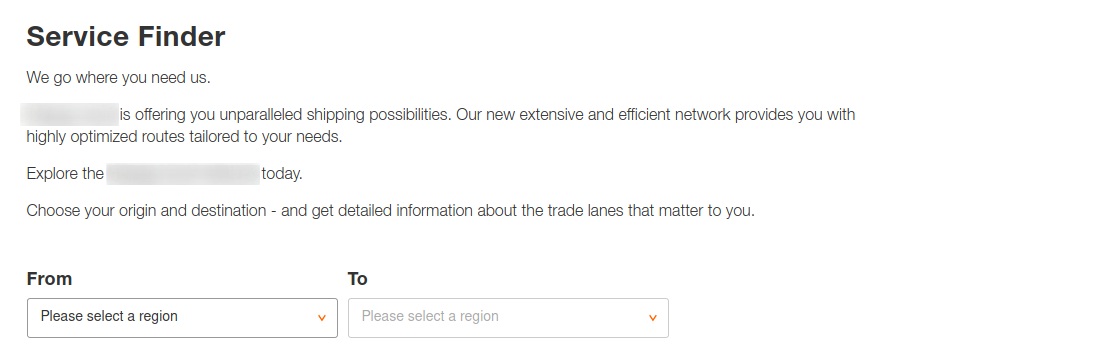 Service Finder
We go where you need us.
is offering you unparalleled shipping possibilities. Our new extensive and efficient network provides you with
highly optimized routes tailored to your needs.
Explore the today.
Choose your origin and destination - and get detailed information about the trade lanes that matter to you.
From To
Please select a region Please select a region